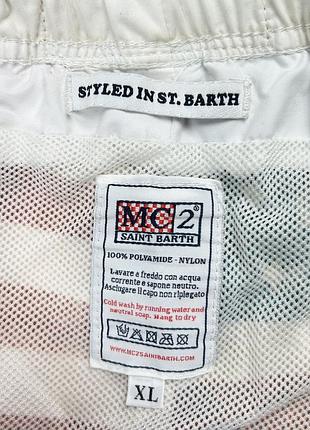 STYLED IN ST. BARTH
MC2®
SAINT BARTH
100% POLYAMIDE - NYLON
Lavare a freddo con acqua
corrente e sapone neutro.
Asciugare il capo non ripiegato
Cold wash by running water and
neutral soap. Hang to dry
WWW.MC2SAINTBARTH.COM
XL